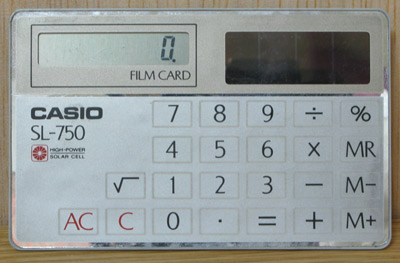 0.
FILM CARD
CASIO
SL-750
HIGH-POWER
SOLAR CELL
7 8 9 ÷ %
4 5 6 × MR
√ 1 2 3 − M−
AC C 0 · = + M+